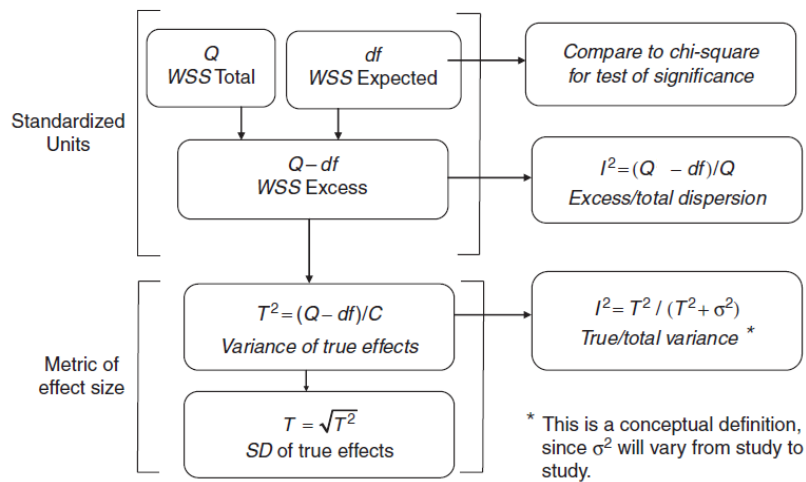 Q
WSS Total
df
WSS Expected
Compare to chi-square
for test of significance
Standardized
Units
Q – df
WSS Excess
I² = (Q – df)/Q
Excess/total dispersion
T² = (Q – df)/C
Variance of true effects
I² = T² / (T² + σ²)
True/total variance *
Metric of
effect size
T = √T²
SD of true effects
* This is a conceptual definition,
since σ² will vary from study to
study.